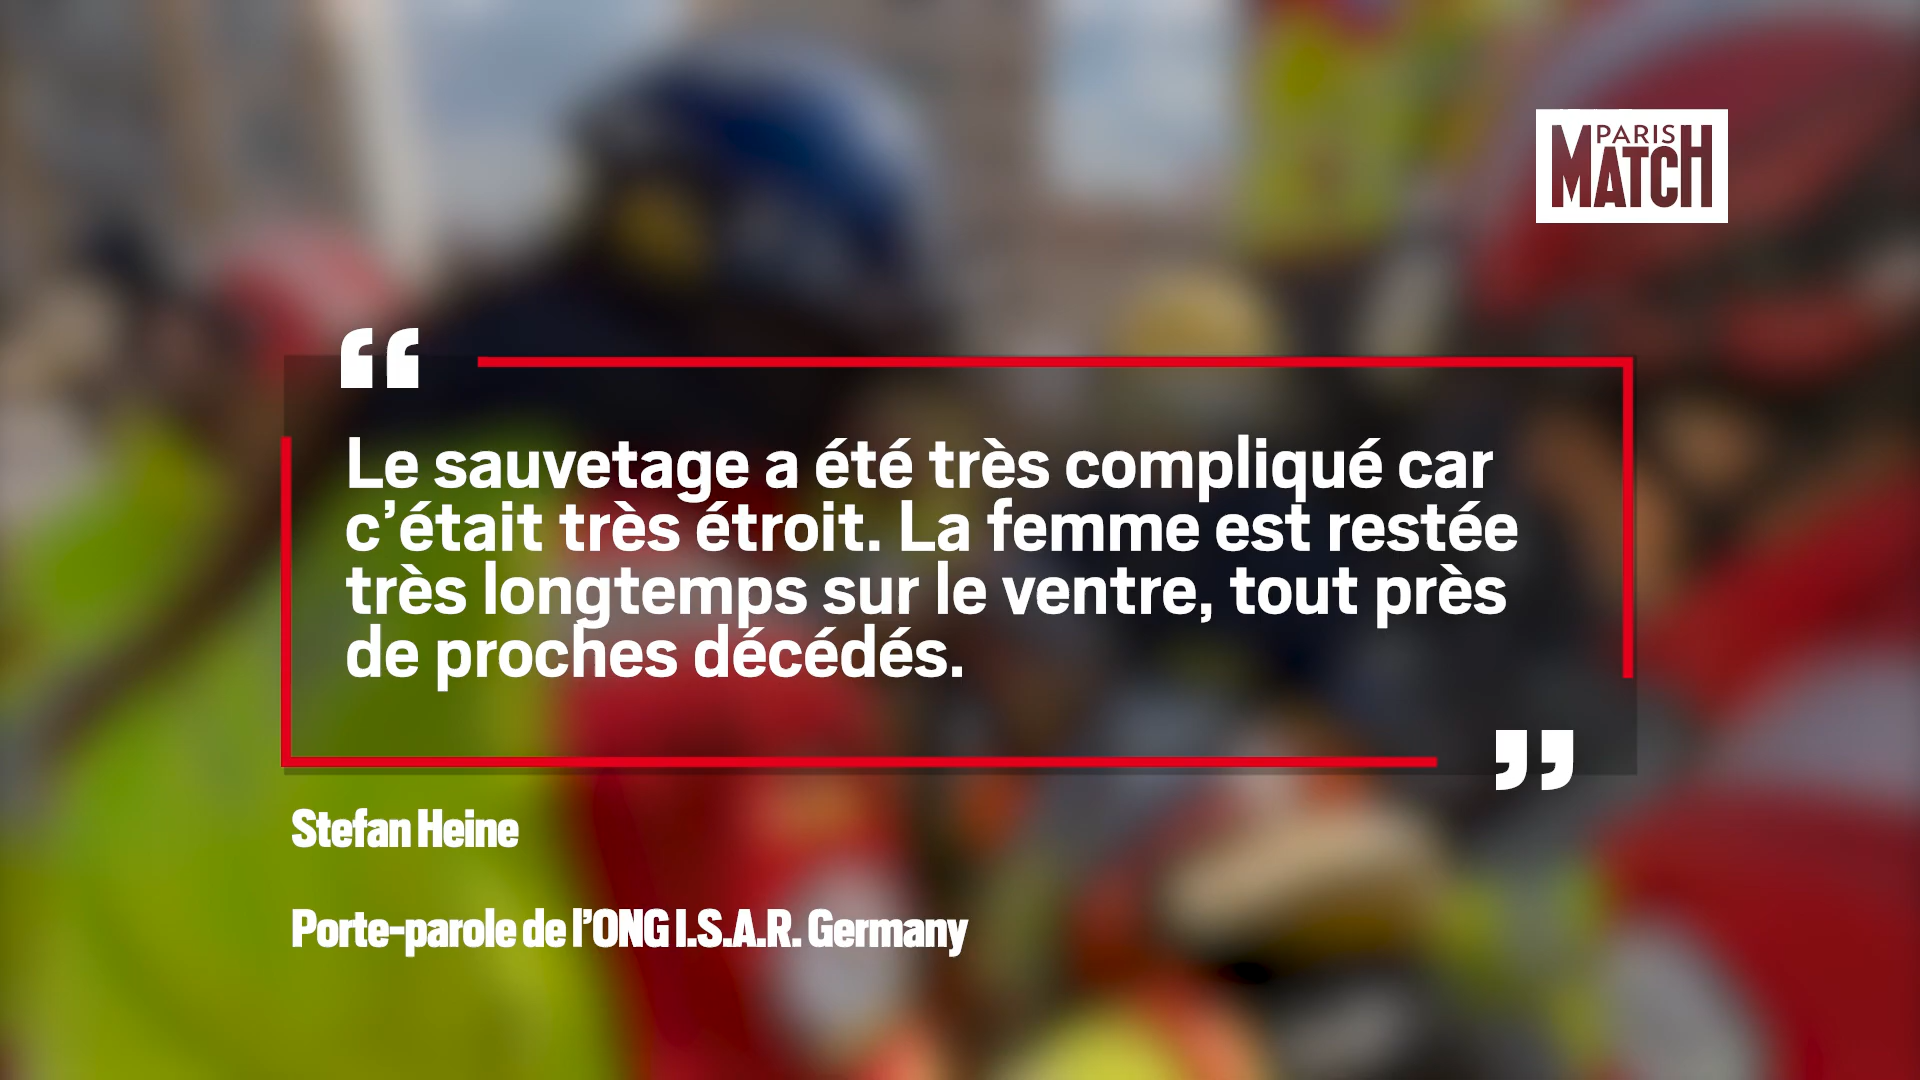 PARIS
MATCH
“
Le sauvetage a été très compliqué car
c’était très étroit. La femme est restée
très longtemps sur le ventre, tout près
de proches décédés.
”
Stefan Heine
Porte-parole de l’ONG I.S.A.R. Germany